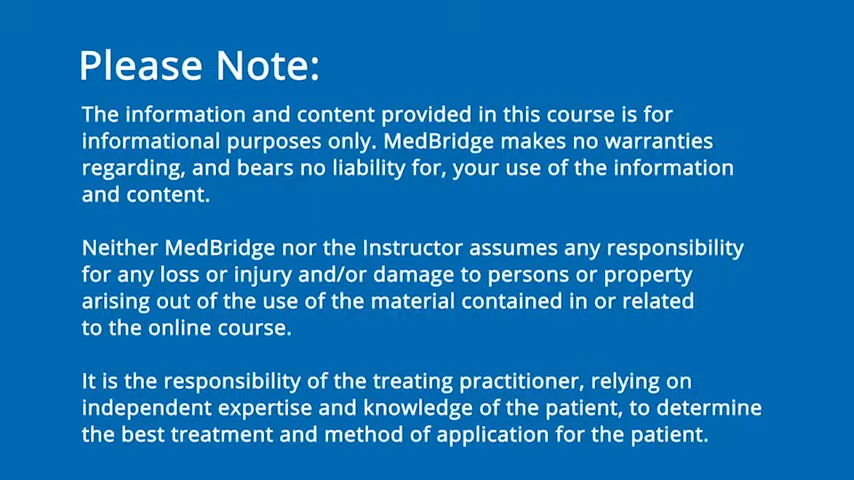 Please Note:
The information and content provided in this course is for
informational purposes only. MedBridge makes no warranties
regarding, and bears no liability for, your use of the information
and content.
Neither MedBridge nor the Instructor assumes any responsibility
for any loss or injury and/or damage to persons or property
arising out of the use of the material contained in or related
to the online course.
It is the responsibility of the treating practitioner, relying on
independent expertise and knowledge of the patient, to determine
the best treatment and method of application for the patient.